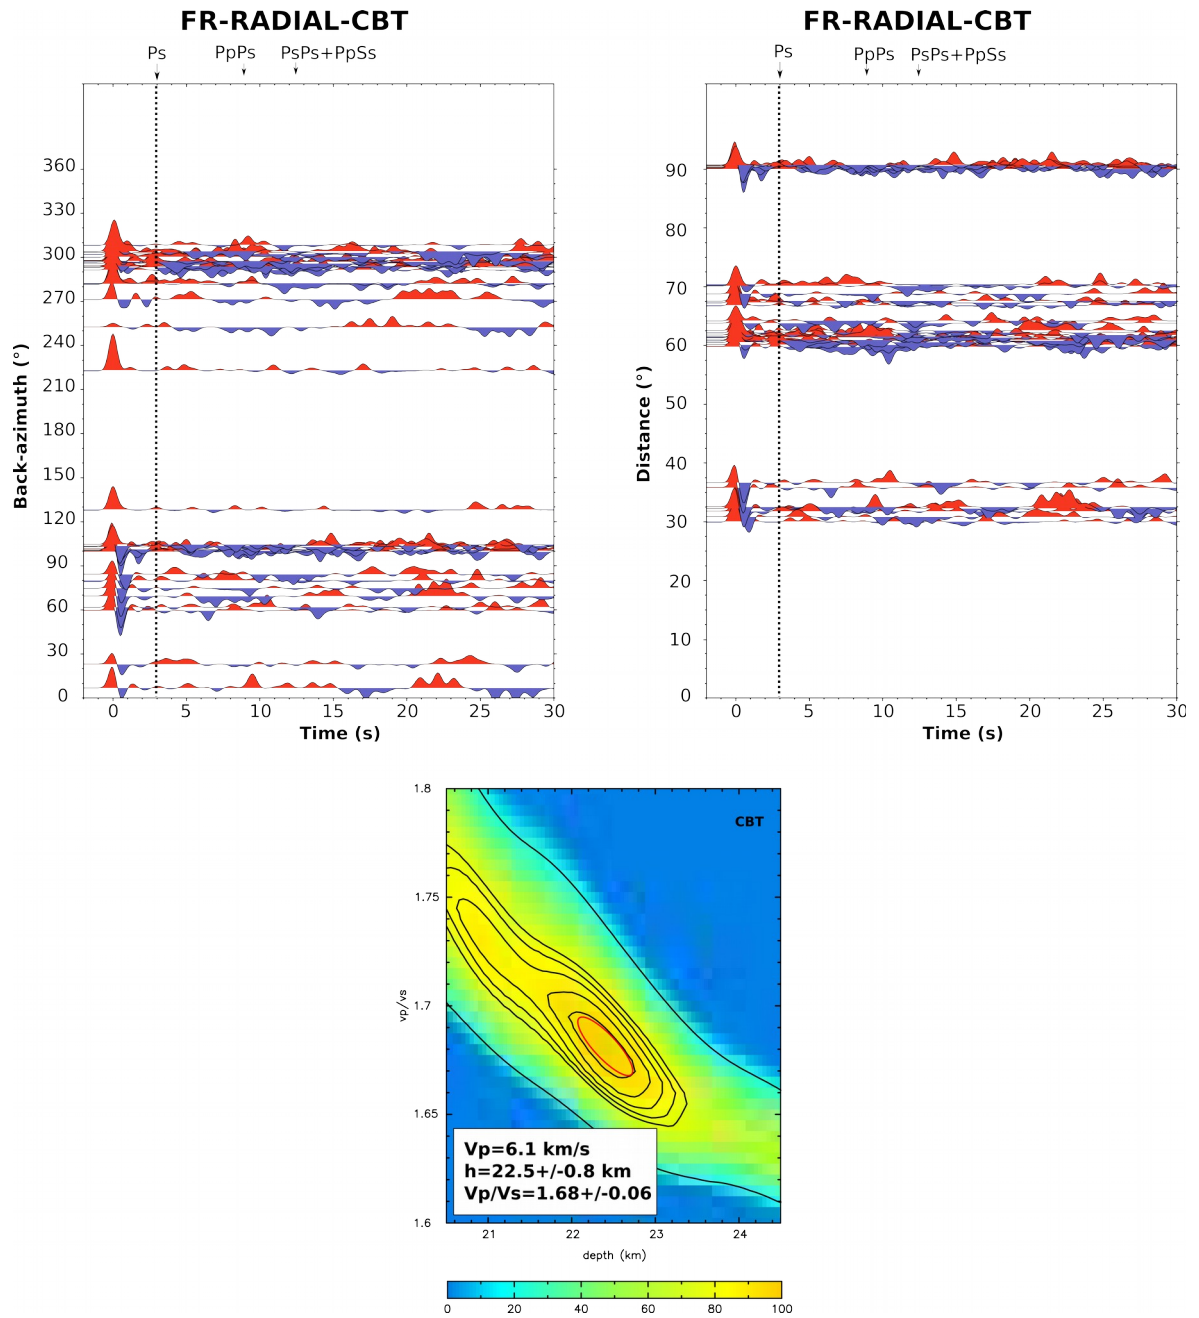 FR-RADIAL-CBT
Ps PpPs PsPs+PpSs
Back-azimuth (°)
360
330
300
270
240
210
180
150
120
90
60
30
0
0 5 10 15 20 25 30
Time (s)
FR-RADIAL-CBT
Ps PpPs PsPs+PpSs
Distance (°)
90
80
70
60
50
40
30
20
10
0
0 5 10 15 20 25 30
Time (s)
CBT
vp/vs
1.8
1.75
1.7
1.65
1.6
Vp=6.1 km/s
h=22.5+/-0.8 km
Vp/Vs=1.68+/-0.06
21 22 23 24
depth (km)
0 20 40 60 80 100